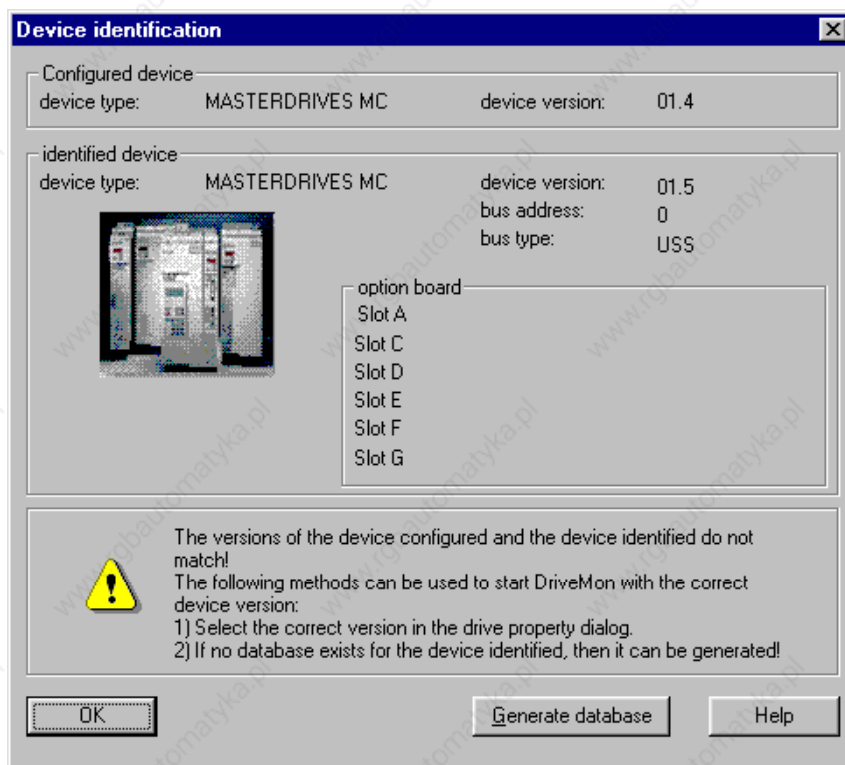 Device identification
Configured device
device type: MASTERDRIVES MC device version: 01.4
identified device
device type: MASTERDRIVES MC device version: 01.5
bus address: 0
bus type: USS
option board
Slot A
Slot C
Slot D
Slot E
Slot F
Slot G
The versions of the device configured and the device identified do not
match!
The following methods can be used to start DriveMon with the correct
device version:
1) Select the correct version in the drive property dialog.
2) If no database exists for the device identified, then it can be generated!
OK Generate database Help
www.rgbautomatyka.pl